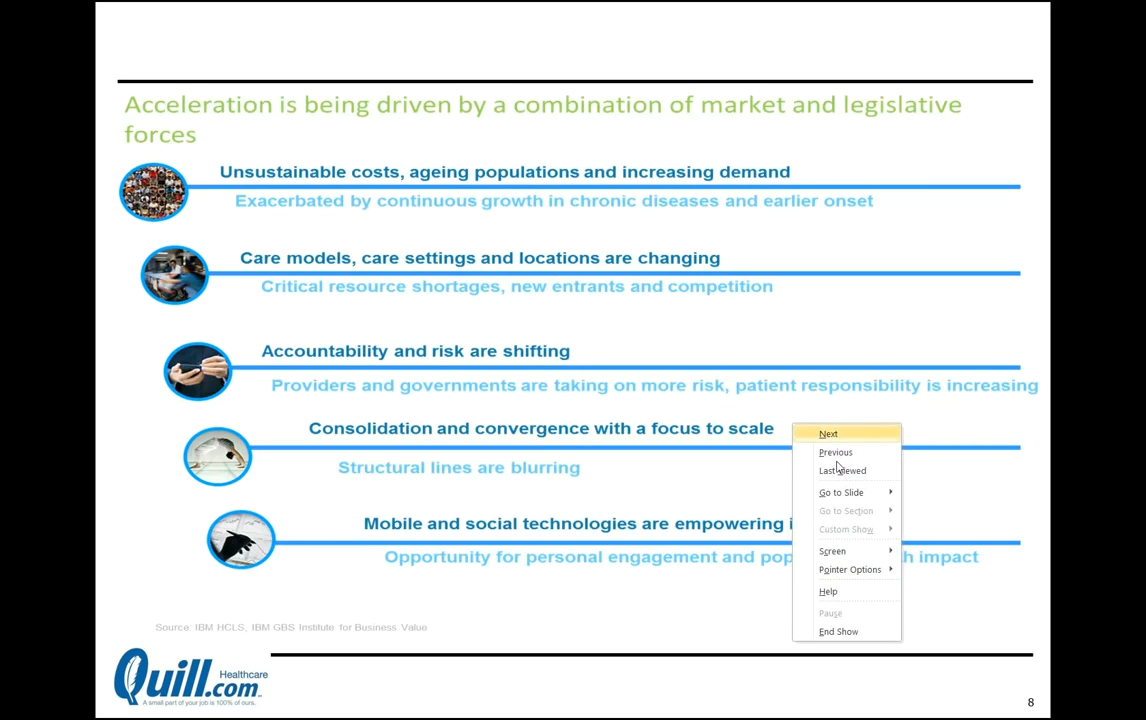 Acceleration is being driven by a combination of market and legislative
forces
Unsustainable costs, ageing populations and increasing demand
Exacerbated by continuous growth in chronic diseases and earlier onset
Care models, care settings and locations are changing
Critical resource shortages, new entrants and competition
Accountability and risk are shifting
Providers and governments are taking on more risk, patient responsibility is increasing
Consolidation and convergence with a focus to scale
Structural lines are blurring
Mobile and social technologies are empowering
Opportunity for personal engagement and impact
Next
Previous
Last Viewed
Go to Slide
Go to Section
Custom Show
Screen
Pointer Options
Help
Pause
End Show
Source: IBM HCLS, IBM GBS Institute for Business Value
Healthcare
Quill.com
A small part of your job is 100% of ours.
8